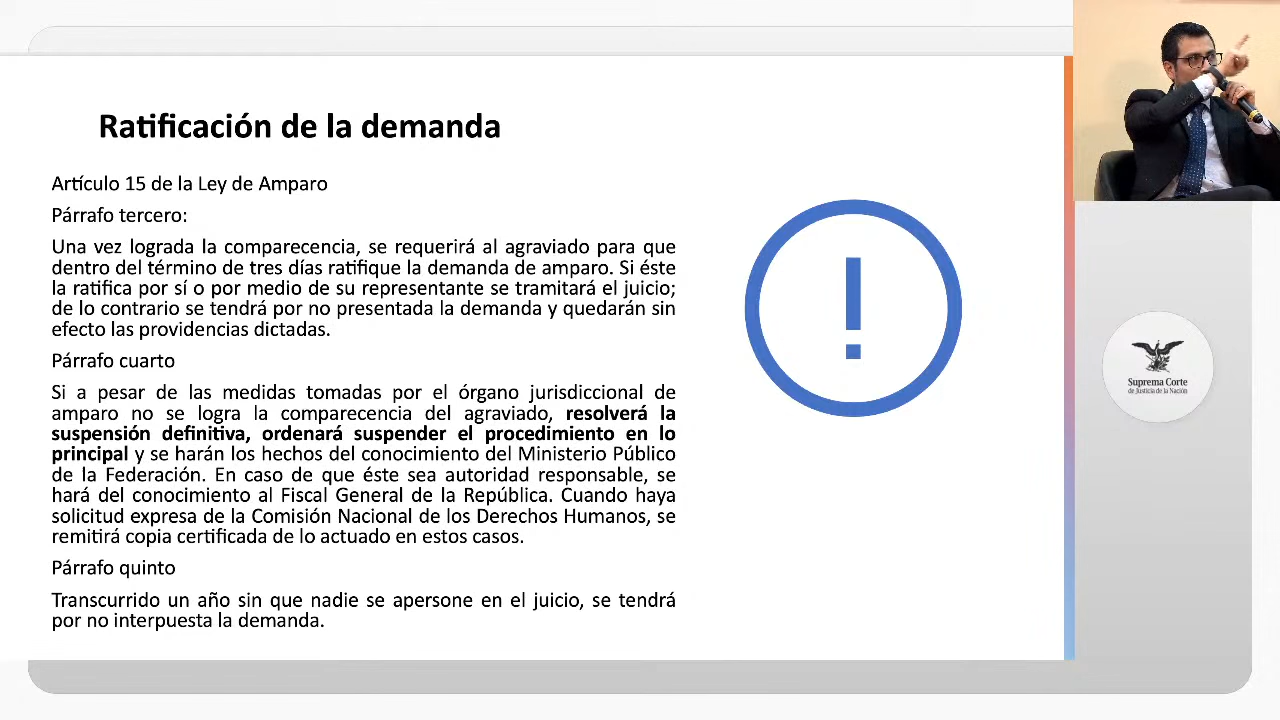 Ratificación de la demanda
Artículo 15 de la Ley de Amparo
Párrafo tercero:
Una vez lograda la comparecencia, se requerirá al agraviado para que
dentro del término de tres días ratifique la demanda de amparo. Si éste
la ratifica por sí o por medio de su representante se tramitará el juicio;
de lo contrario se tendrá por no presentada la demanda y quedarán sin
efecto las providencias dictadas.
Párrafo cuarto
Si a pesar de las medidas tomadas por el órgano jurisdiccional de
amparo no se logra la comparecencia del agraviado, resolverá la
suspensión definitiva, ordenará suspender el procedimiento en lo
principal y se harán los hechos del conocimiento del Ministerio Público
de la Federación. En caso de que éste sea autoridad responsable, se
hará del conocimiento al Fiscal General de la República. Cuando haya
solicitud expresa de la Comisión Nacional de los Derechos Humanos, se
remitirá copia certificada de lo actuado en estos casos.
Párrafo quinto
Transcurrido un año sin que nadie se apersone en el juicio, se tendrá
por no interpuesta la demanda.
!
Suprema Corte
de Justicia de la Nación